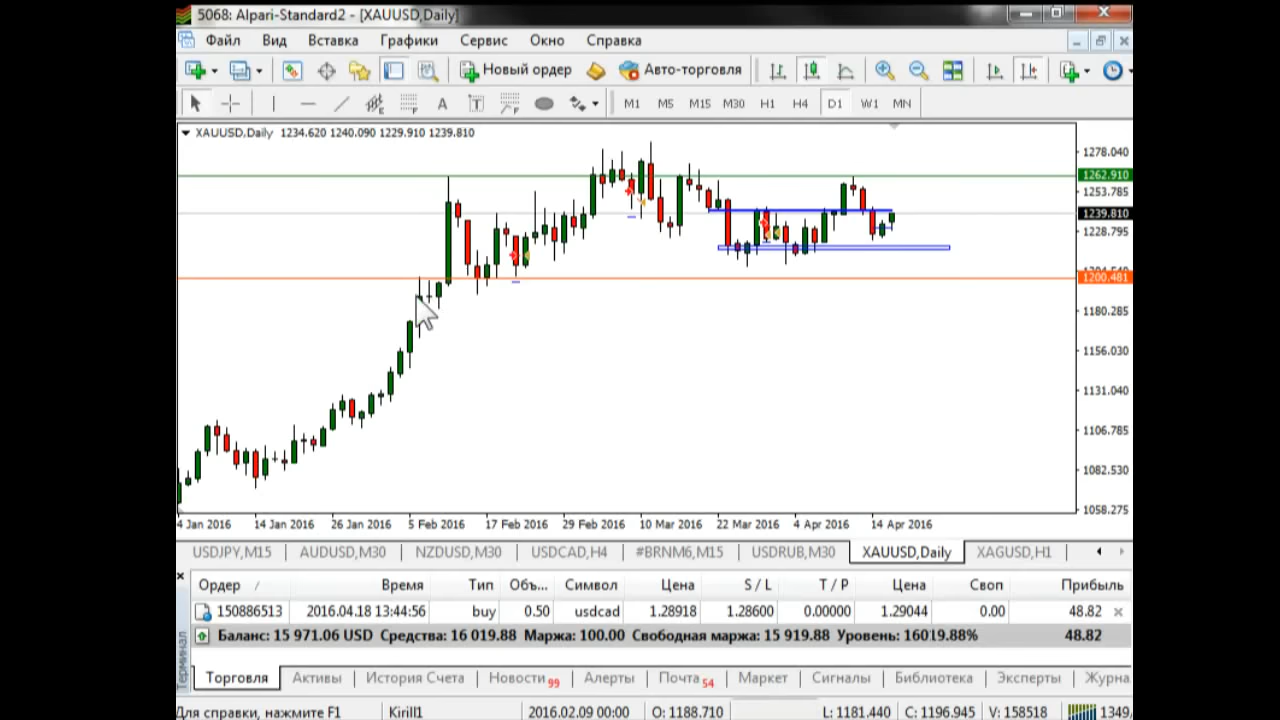 5068: Alpari-Standard2 - [XAUUSD,Daily]
Файл Вид Вставка Графики Сервис Окно Справка
Новый ордер Авто-торговля
A T M1 M5 M15 M30 H1 H4 D1 W1 MN
XAUUSD,Daily 1234.620 1240.090 1229.910 1239.810
1278.040
1262.910
1253.785
1239.810
1228.795
1200.481
1180.285
1156.030
1131.040
1106.785
1082.530
1058.275
4 Jan 2016 14 Jan 2016 26 Jan 2016 5 Feb 2016 17 Feb 2016 29 Feb 2016 10 Mar 2016 22 Mar 2016 4 Apr 2016 14 Apr 2016
USDJPY,M15 AUDUSD,M30 NZDUSD,M30 USDCAD,H4 #BRNM6,M15 USDRUB,M30 XAUUSD,Daily XAGUSD,H1
Ордер / Время Тип Объ... Символ Цена S / L T / P Цена Своп Прибыль
150886513 2016.04.18 13:44:56 buy 0.50 usdcad 1.28918 1.28600 0.00000 1.29044 0.00 48.82
Баланс: 15 971.06 USD Средства: 16 019.88 Маржа: 100.00 Свободная маржа: 15 919.88 Уровень: 16019.88% 48.82
Терминал
Торговля Активы История Счета Новости 99 Алерты Почта 54 Маркет Сигналы Библиотека Эксперты Журна
Для справки, нажмите F1 Kirill1 2016.02.09 00:00 O: 1188.710 L: 1181.440 C: 1196.945 V: 158518 1349